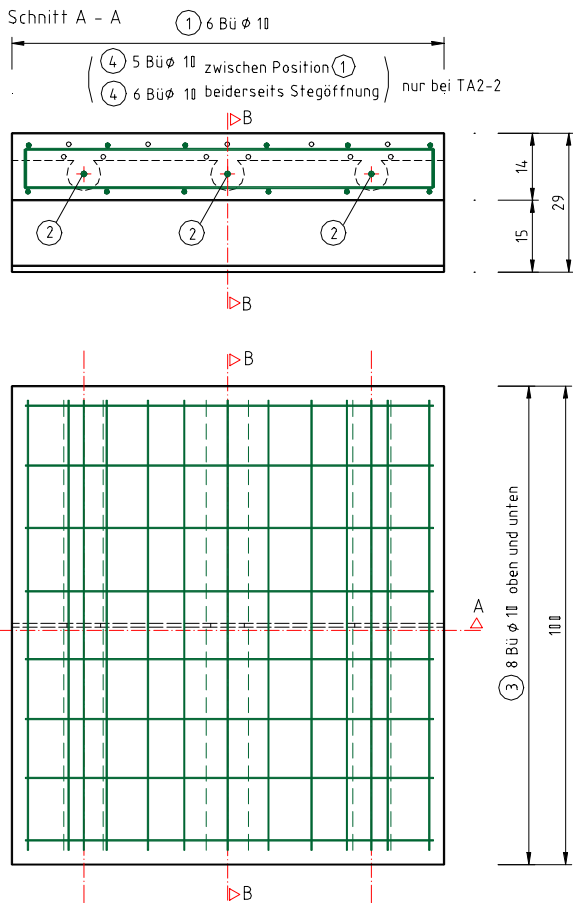 Schnitt A - A
1 6 Bü ø 10
4 5 Bü ø 10 zwischen Position 1
4 6 Bü ø 10 beiderseits Stegöffnung
nur bei TA2-2
B
14
29
2 2 2
15
B
B
A
3 8 Bü ø 10 oben und unten
100
B